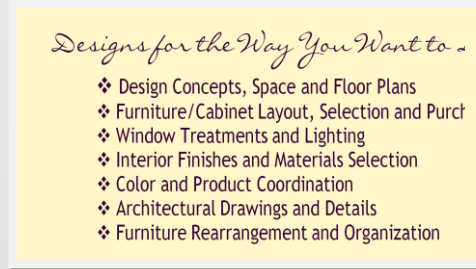 Designs for the Way You Want to
❖ Design Concepts, Space and Floor Plans
❖ Furniture/Cabinet Layout, Selection and Purch
❖ Window Treatments and Lighting
❖ Interior Finishes and Materials Selection
❖ Color and Product Coordination
❖ Architectural Drawings and Details
❖ Furniture Rearrangement and Organization